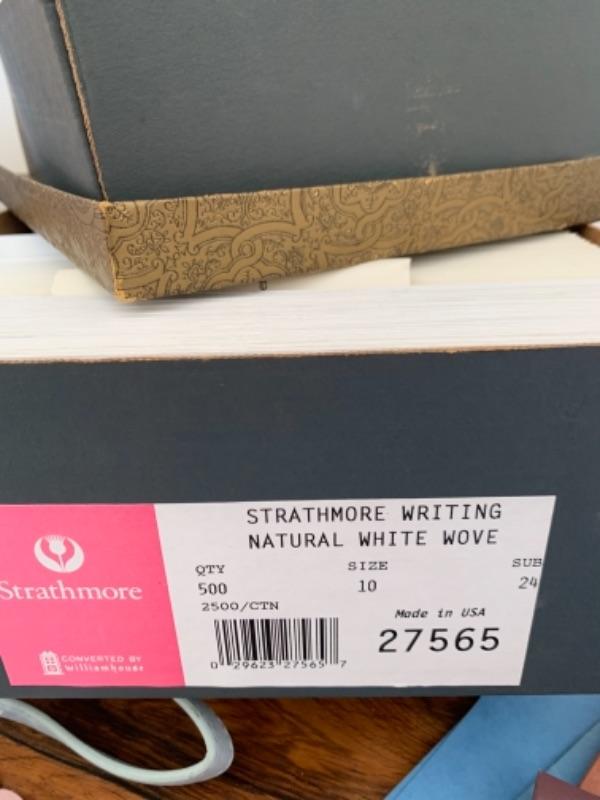 STRATHMORE WRITING
NATURAL WHITE WOVE
QTY SIZE SUB
500 10 24
2500/CTN
Made in USA
27565
0 29623 27565 7
Strathmore
CONVERTED BY
williamhouse